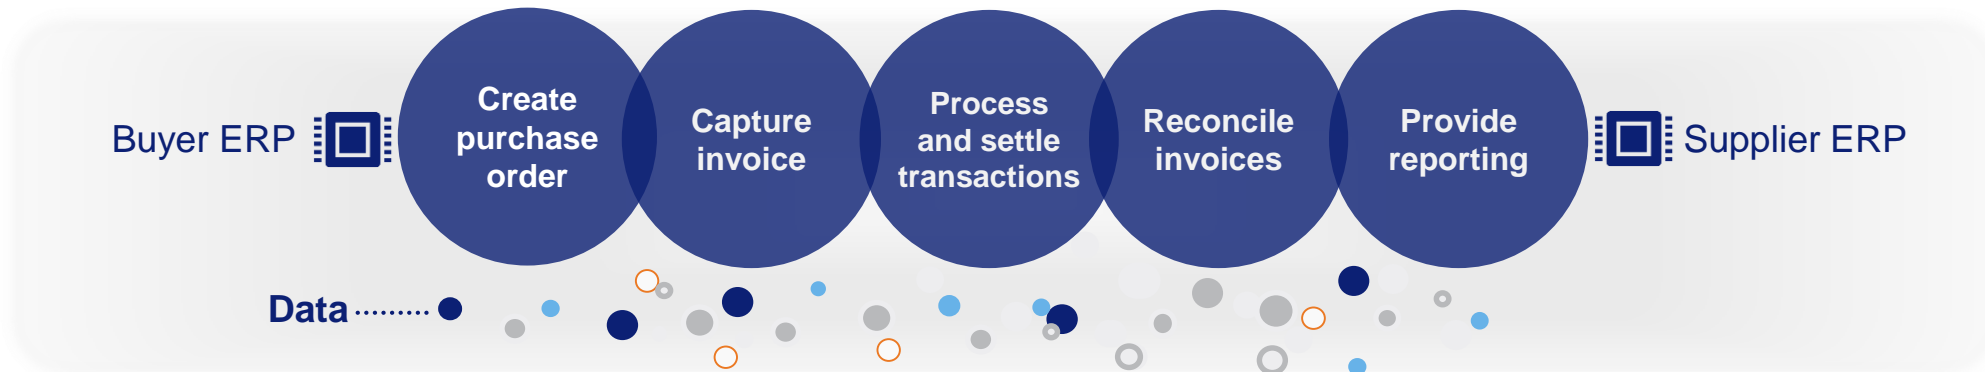 Buyer ERP
Create
purchase
order
Capture
invoice
Process
and settle
transactions
Reconcile
invoices
Provide
reporting
Supplier ERP
Data